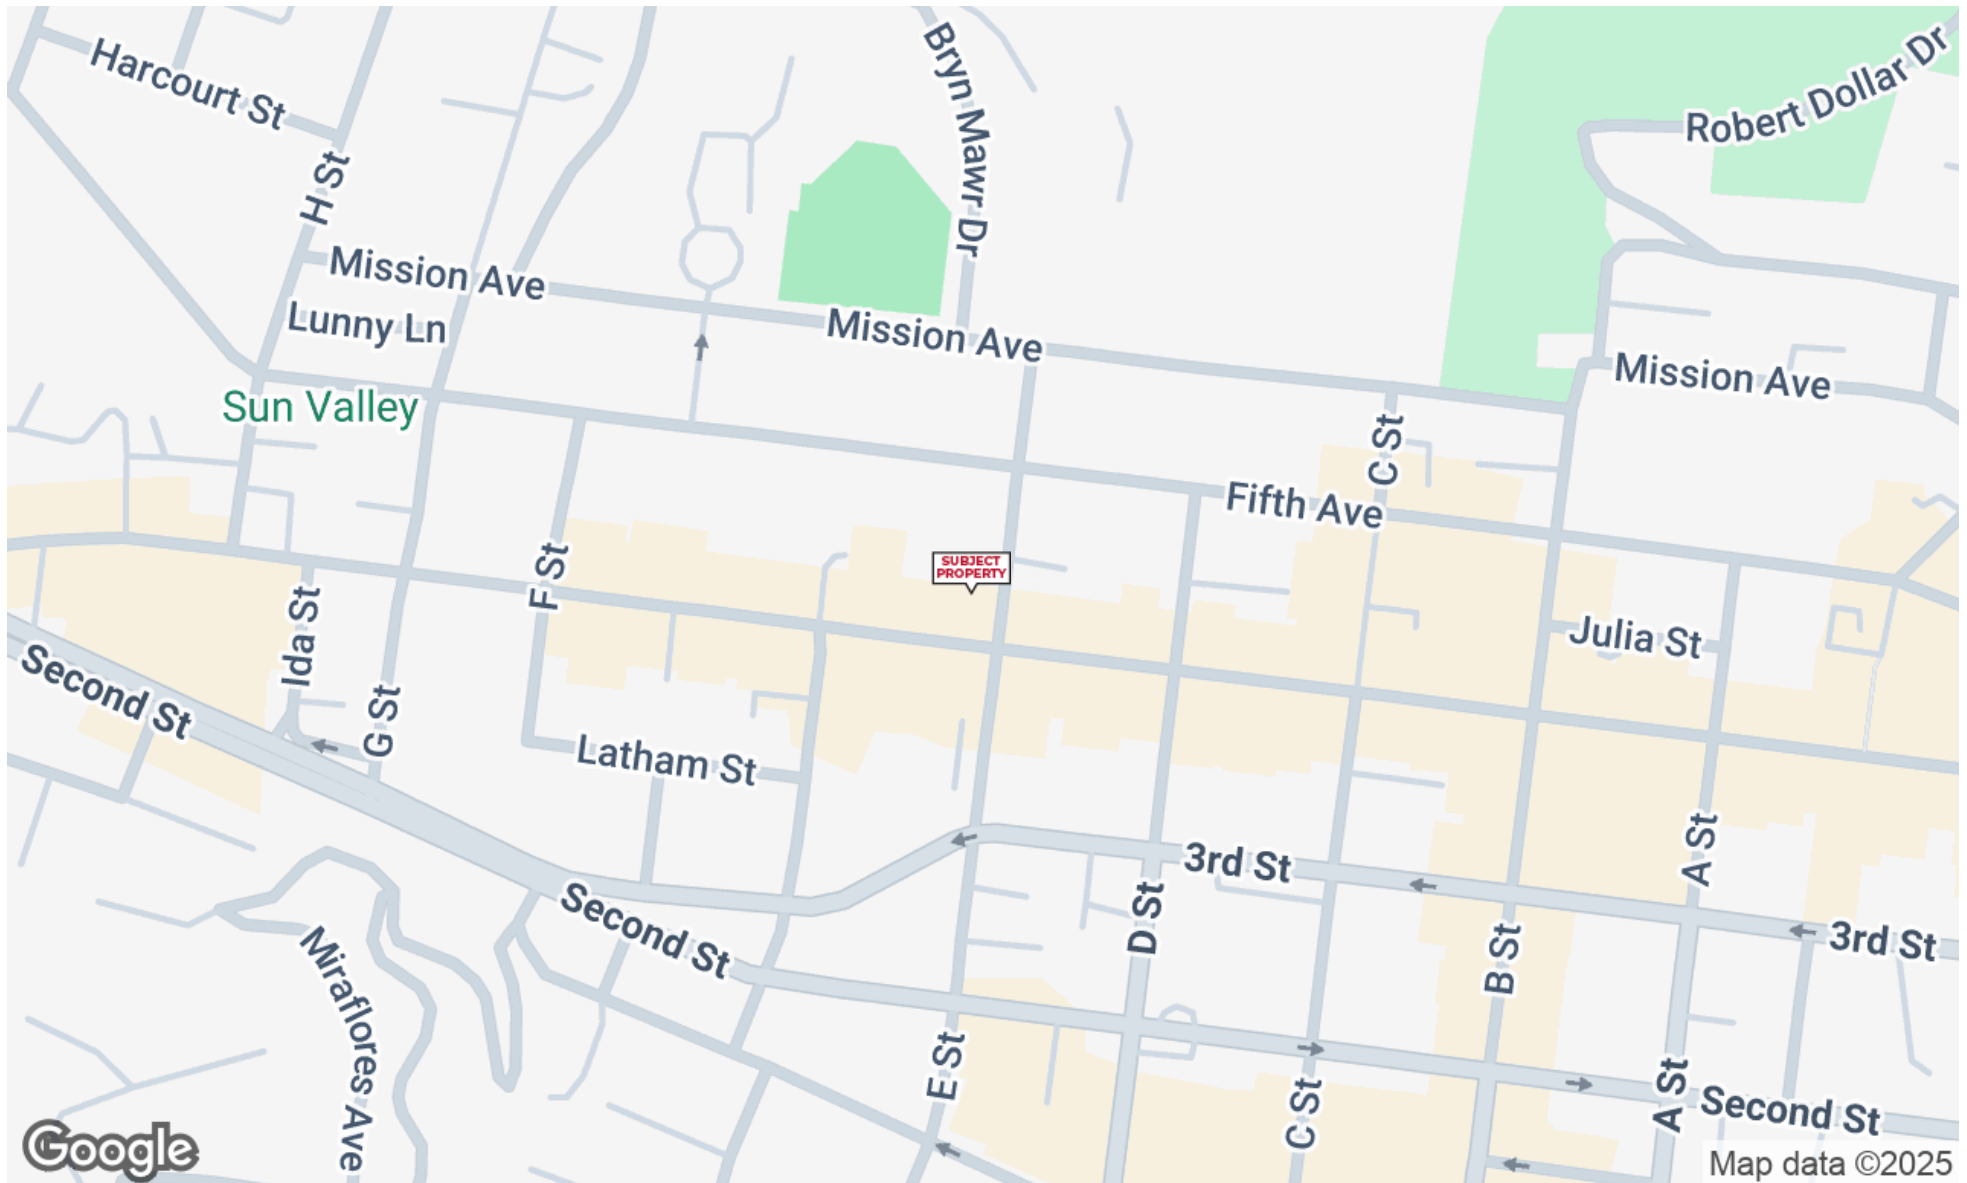 Harcourt St
Bryn Mawr Dr
Robert Dollar Dr
H St
Mission Ave
Lunny Ln
Mission Ave
Mission Ave
Sun Valley
C St
Fifth Ave
SUBJECT
PROPERTY
F St
Ida St
Julia St
Second St
G St
Latham St
A St
3rd St
Second St
D St
B St
3rd St
Miraflores Ave
E St
C St
A St
Second St
Google
Map data ©2025